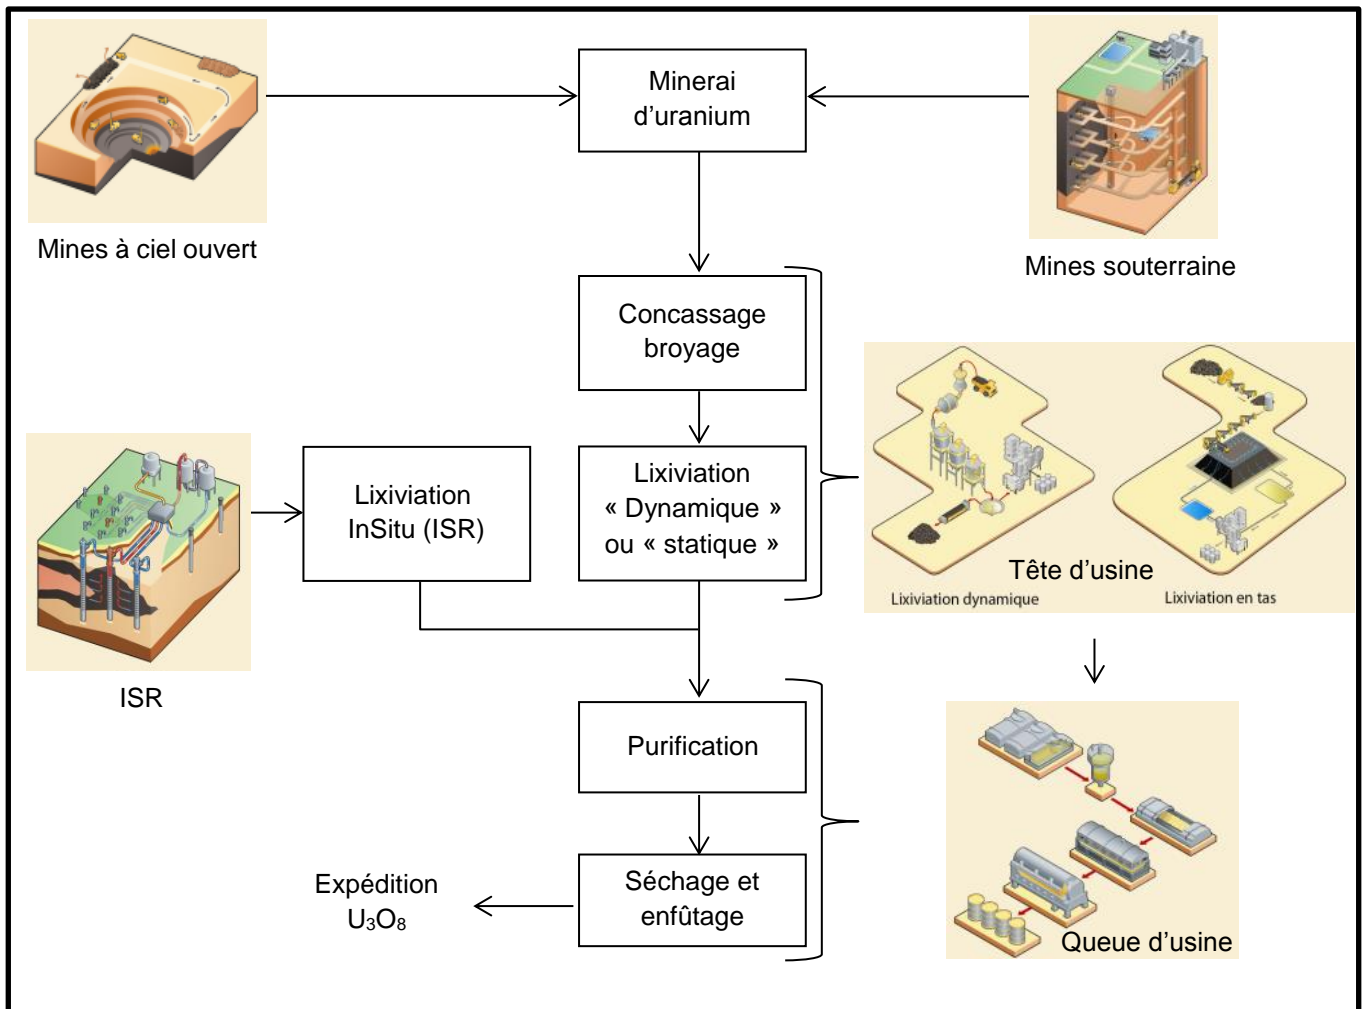 Minerai
d'uranium
Mines à ciel ouvert
Mines souterraine
Concassage
broyage
Lixiviation
InSitu (ISR)
Lixiviation
« Dynamique »
ou « statique »
Tête d'usine
Lixiviation dynamique
Lixiviation en tas
ISR
Purification
Expédition
U₃O₈
Séchage et
enfûtage
Queue d'usine